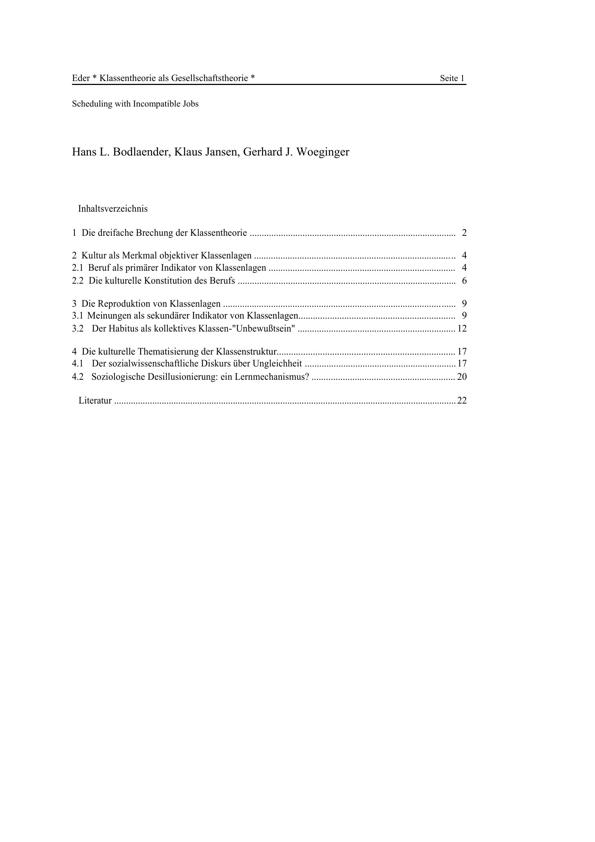 Eder * Klassentheorie als Gesellschaftstheorie * Seite 1
Scheduling with Incompatible Jobs
Hans L. Bodlaender, Klaus Jansen, Gerhard J. Woeginger
Inhaltsverzeichnis
1 Die dreifache Brechung der Klassentheorie ..................................................................................... 2
2 Kultur als Merkmal objektiver Klassenlagen ................................................................................... 4
2.1 Beruf als primärer Indikator von Klassenlagen ............................................................................. 4
2.2 Die kulturelle Konstitution des Berufs .......................................................................................... 6
3 Die Reproduktion von Klassenlagen ................................................................................................ 9
3.1 Meinungen als sekundärer Indikator von Klassenlagen................................................................. 9
3.2 Der Habitus als kollektives Klassen-"Unbewußtsein" ................................................................. 12
4 Die kulturelle Thematisierung der Klassenstruktur.......................................................................... 17
4.1 Der sozialwissenschaftliche Diskurs über Ungleichheit .............................................................. 17
4.2 Soziologische Desillusionierung: ein Lernmechanismus? ........................................................... 20
Literatur ............................................................................................................................................. 22